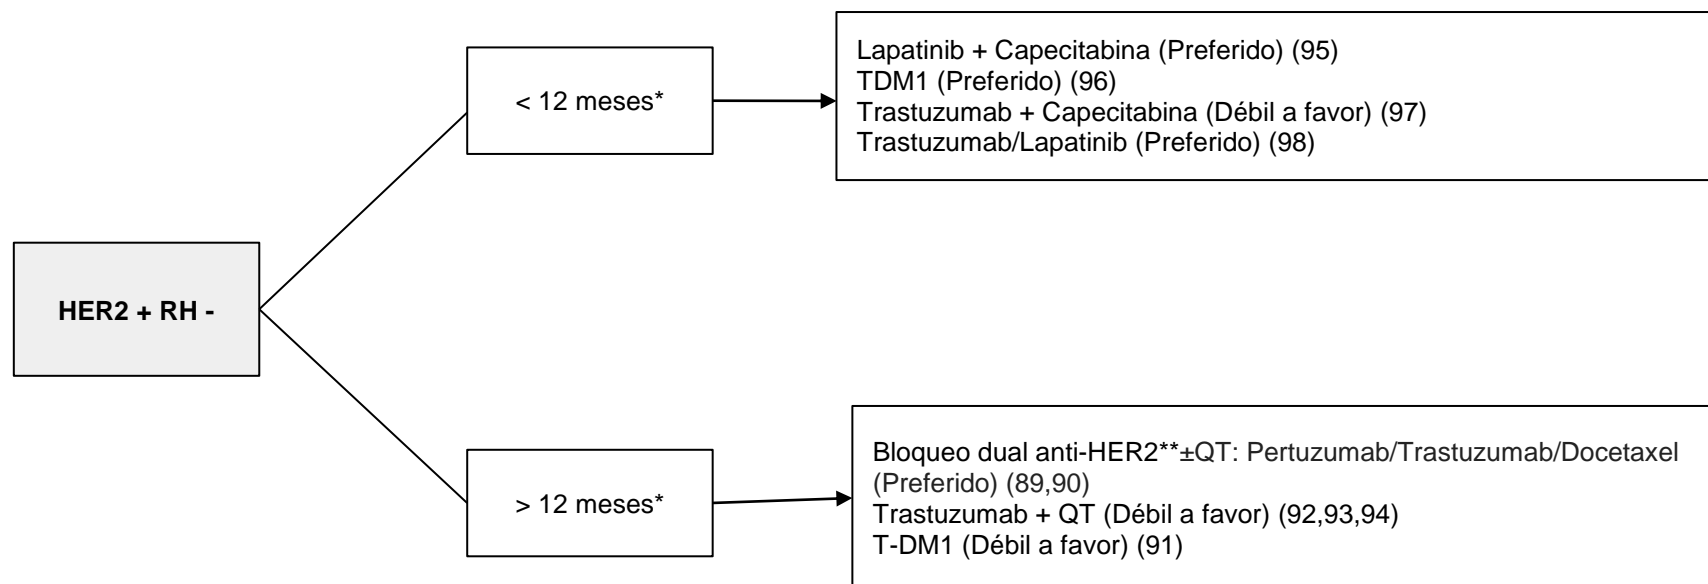 < 12 meses*
Lapatinib + Capecitabina (Preferido) (95)
TDM1 (Preferido) (96)
Trastuzumab + Capecitabina (Débil a favor) (97)
Trastuzumab/Lapatinib (Preferido) (98)
HER2 + RH -
> 12 meses*
Bloqueo dual anti-HER2**±QT: Pertuzumab/Trastuzumab/Docetaxel
(Preferido) (89,90)
Trastuzumab + QT (Débil a favor) (92,93,94)
T-DM1 (Débil a favor) (91)